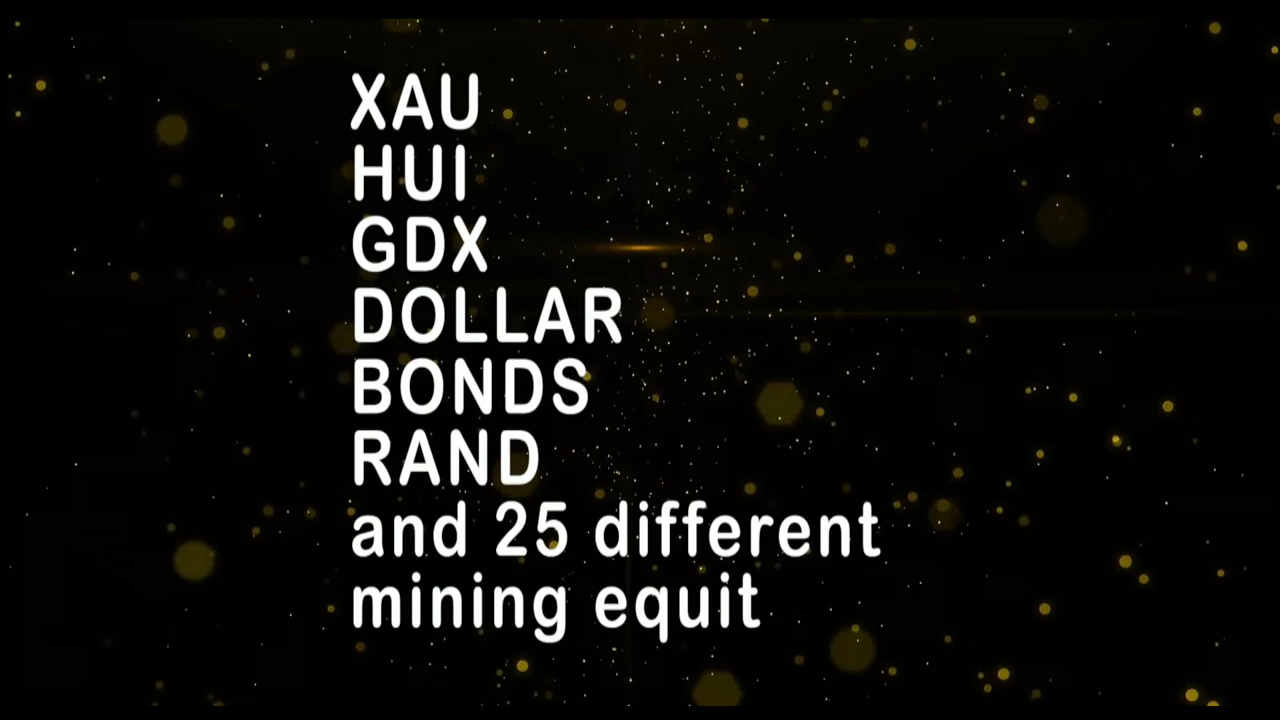 XAU
HUI
GDX
DOLLAR
BONDS
RAND
and 25 different
mining equit